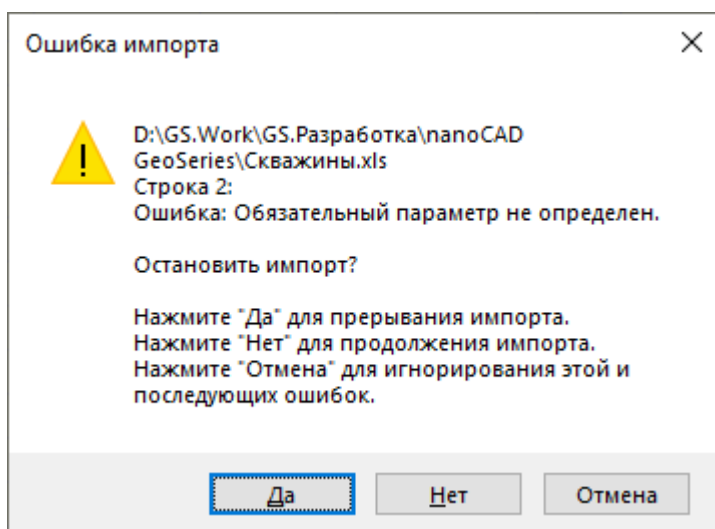 Ошибка импорта
D:\GS.Work\GS.Разработка\nanoCAD
GeoSeries\Скважины.xls
Строка 2:
Ошибка: Обязательный параметр не определен.
Остановить импорт?
Нажмите "Да" для прерывания импорта.
Нажмите "Нет" для продолжения импорта.
Нажмите "Отмена" для игнорирования этой и
последующих ошибок.
Да Нет Отмена